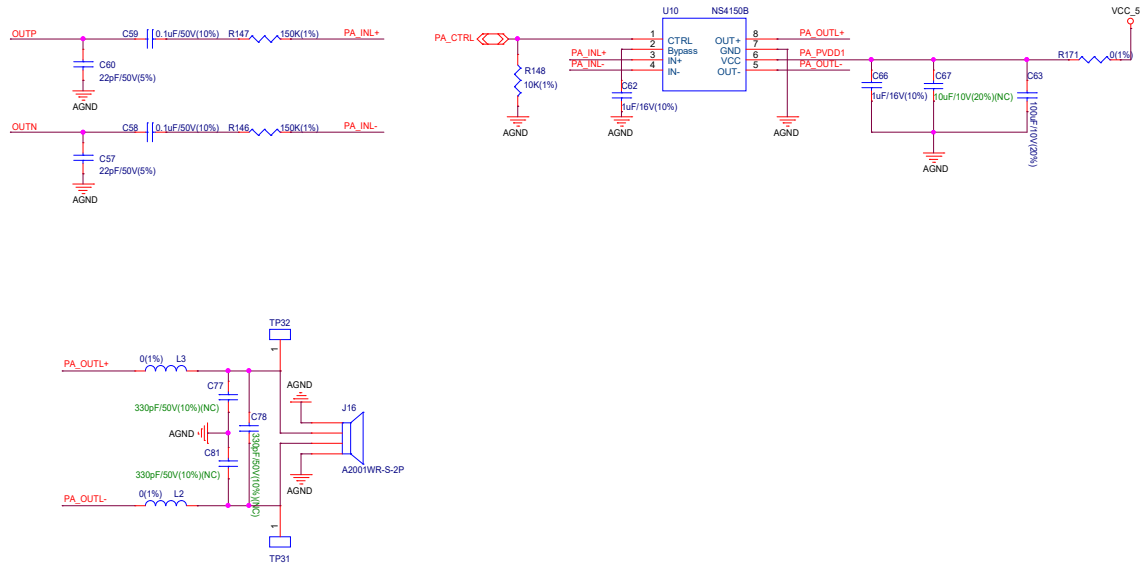 OUTP
C59
0.1uF/50V(10%)
R147
150K(1%)
PA_INL+
C60
22pF/50V(5%)
AGND
OUTN
C58
0.1uF/50V(10%)
R146
150K(1%)
PA_INL-
C57
22pF/50V(5%)
AGND
PA_CTRL
R148
10K(1%)
AGND
PA_INL+
PA_INL-
C62
1uF/16V(10%)
AGND
U10
NS4150B
1
2
3
4
CTRL
Bypass
IN+
IN-
OUT+
GND
VCC
OUT-
8
7
6
5
PA_OUTL+
PA_PVDD1
PA_OUTL-
AGND
C66
1uF/16V(10%)
C67
10uF/10V(20%)(NC)
C63
100uF/10V(20%)
AGND
R171
0(1%)
VCC_5
TP32
1
PA_OUTL+
0(1%)
L3
C77
330pF/50V(10%)(NC)
C78
330pF/50V(10%)(NC)
AGND
C81
330pF/50V(10%)(NC)
PA_OUTL-
0(1%)
L2
AGND
J16
A2001WR-S-2P
AGND
1
TP31